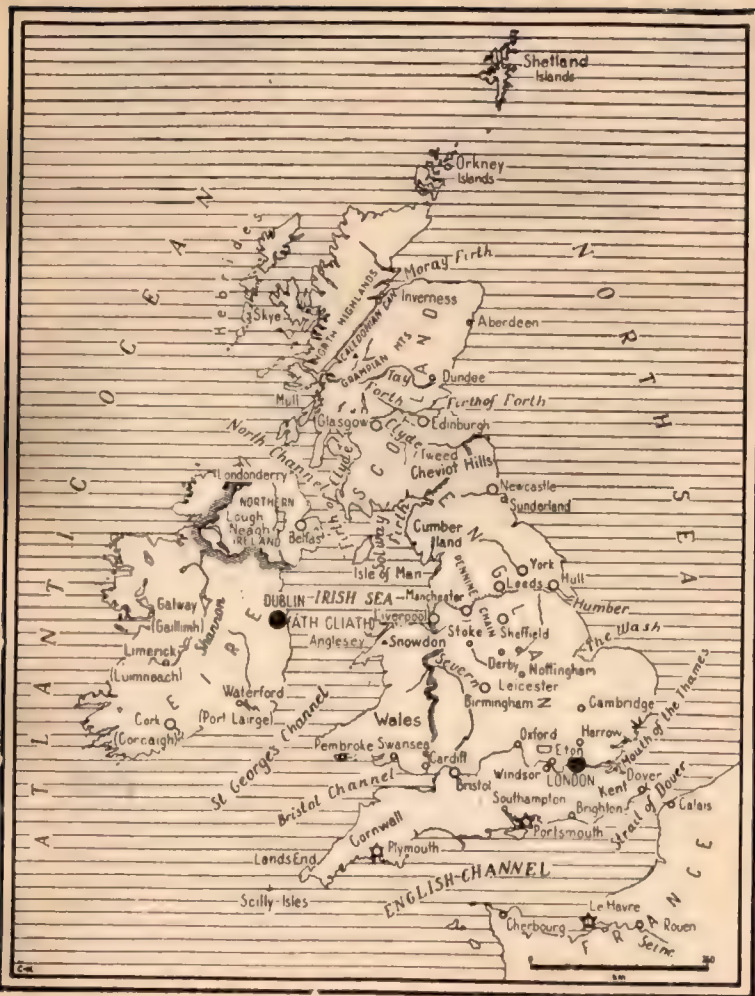 Shetland
Islands
Orkney
Islands
ATLANTIC OCEAN
NORTH SEA
Hebrides
Skye
Moray Firth
Inverness
NORTH HIGHLANDS
CALEDONIAN CAN
Aberdeen
GRAMPIAN MTS
Tay
Dundee
Mull
Forth
Firth of Forth
Glasgow
Clyde
Edinburgh
SCOTLAND
North Channel
Firth of Clyde
Tweed
Cheviot Hills
Londonderry
NORTHERN
Lough
Neagh
IRELAND
Belfast
Solway
Firth
Newcastle
Sunderland
Cumber
land
ENGLAND
Isle of Man
PENNINE
CHAIN
York
Leeds
Hull
Humber
Galway
(Gaillimh)
Shannon
EIRE
DUBLIN
ÁTH CLIATH
IRISH SEA
Manchester
Liverpool
Anglesey
Snowdon
Stoke
Sheffield
The Wash
Limerick
(Luimneach)
Derby
Nottingham
Severn
Leicester
Birmingham
Waterford
(Port Lairge)
Cork
(Corcaigh)
Wales
Cambridge
St George's Channel
Pembroke
Swansea
Cardiff
Oxford
Harrow
Eton
Windsor
LONDON
Mouth of the Thames
Bristol Channel
Bristol
Kent
Dover
Strait of Dover
Calais
Southampton
Brighton
Portsmouth
Cornwall
Plymouth
Lands End
Scilly-Isles
ENGLISH-CHANNEL
Le Havre
Cherbourg
Rouen
FRANCE
Seine